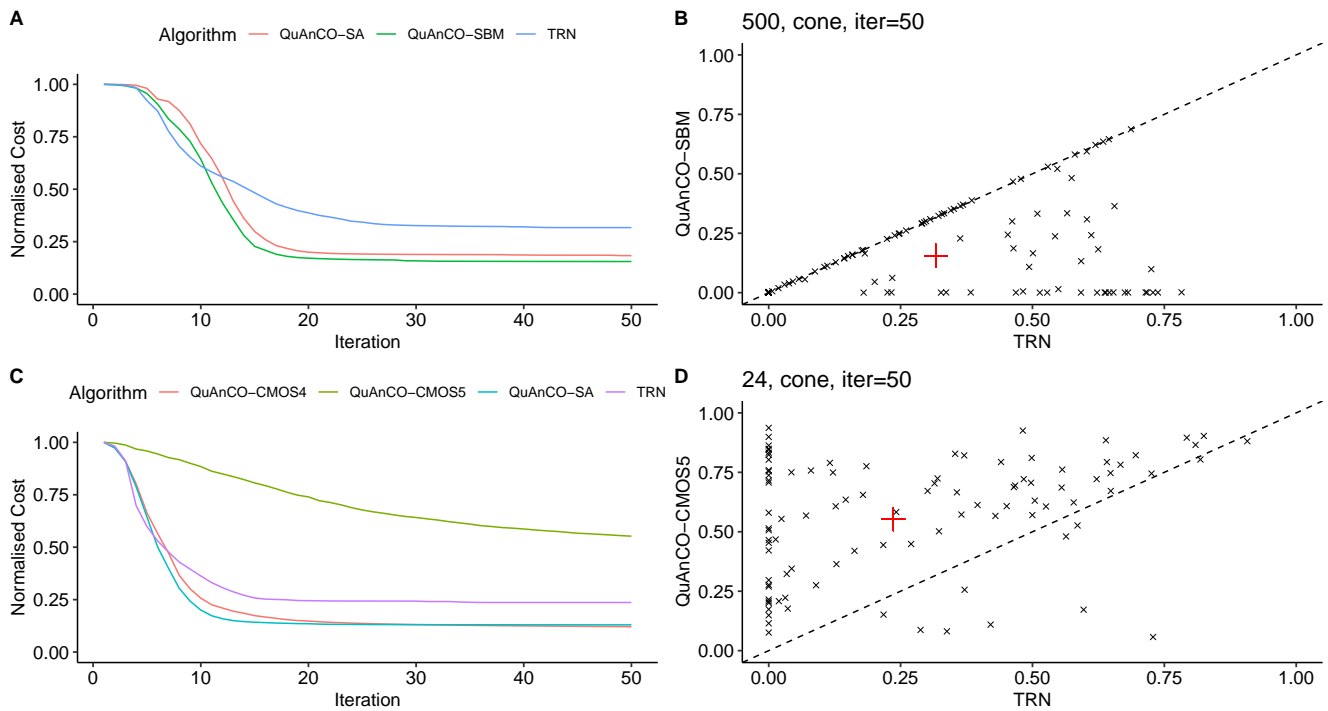 A
Algorithm QuAnCO−SA QuAnCO−SBM TRN
1.00
0.75
0.50
0.25
0.00
Normalised Cost
0 10 20 30 40 50
Iteration
B
500, cone, iter=50
1.00
0.75
0.50
0.25
0.00
QuAnCO−SBM
0.00 0.25 0.50 0.75 1.00
TRN
C
Algorithm QuAnCO−CMOS4 QuAnCO−CMOS5 QuAnCO−SA TRN
1.00
0.75
0.50
0.25
0.00
Normalised Cost
0 10 20 30 40 50
Iteration
D
24, cone, iter=50
1.00
0.75
0.50
0.25
0.00
QuAnCO−CMOS5
0.00 0.25 0.50 0.75 1.00
TRN